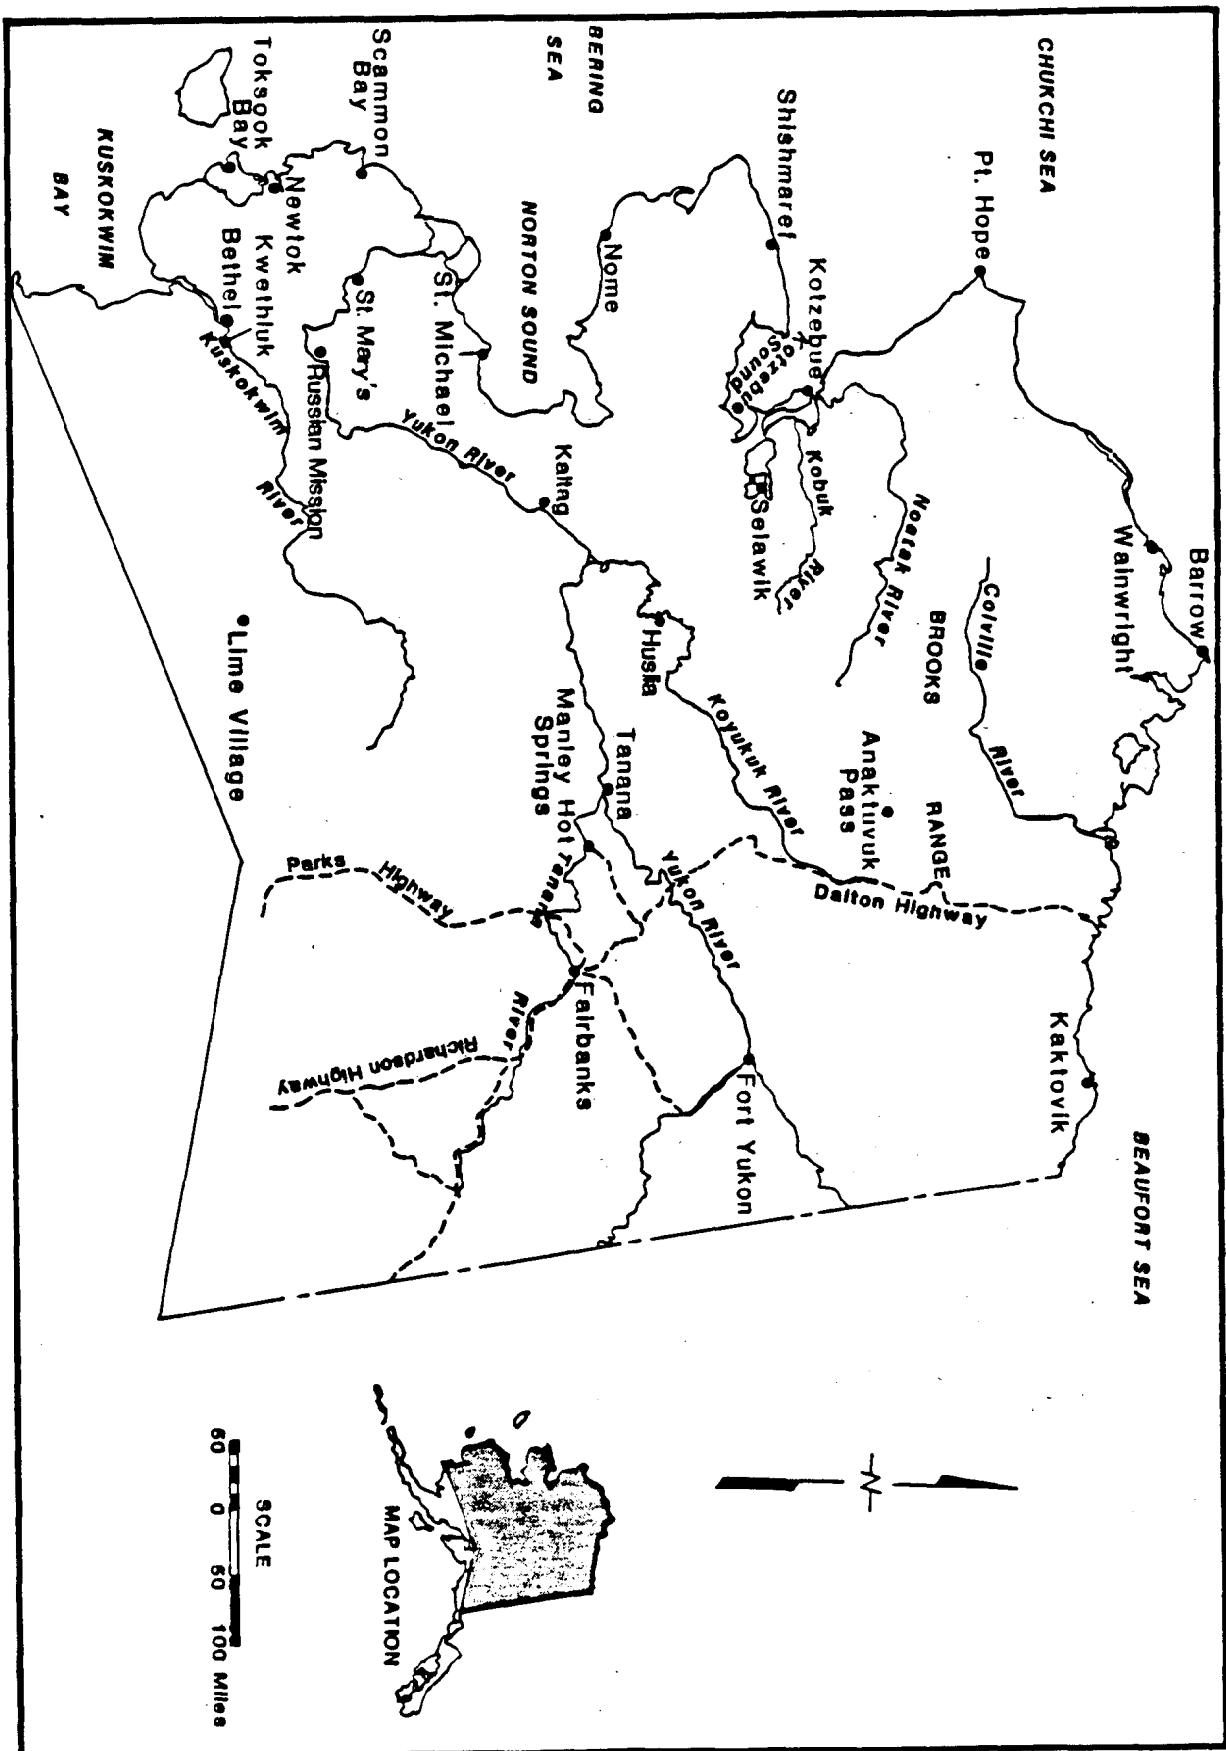 CHUKCHI SEA
BEAUFORT SEA
Barrow
Wainwright
Pt. Hope
Kaktovik
Colville
River
BROOKS
RANGE
Noatak River
Anaktuvuk
Pass
Dalton Highway
Shishmaref
Kotzebue
Kotzebue
Sound
Kobuk
River
Selawik
Koyukuk River
Yukon River
Fort Yukon
BERING
SEA
Nome
NORTON SOUND
Huslia
Tanana
Manley Hot
Springs
Fairbanks
River
Kaltag
Yukon River
St. Michael
Scammon
Bay
St. Mary's
Russian Mission
Toksook
Bay
Newtok
Kwethluk
Bethel
Kuskokwim
River
KUSKOKWIM
BAY
Lime Village
Parks
Highway
Richardson Highway
N
MAP LOCATION
SCALE
50 0 50 100 Miles